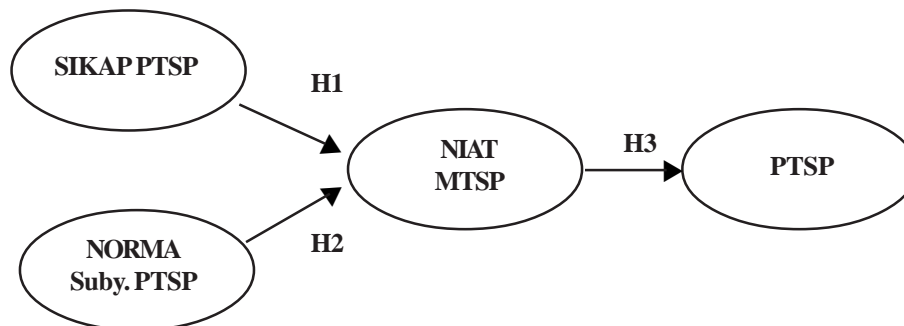 SIKAP PTSP
H1
NIAT
MTSP
H3
PTSP
H2
NORMA
Suby. PTSP